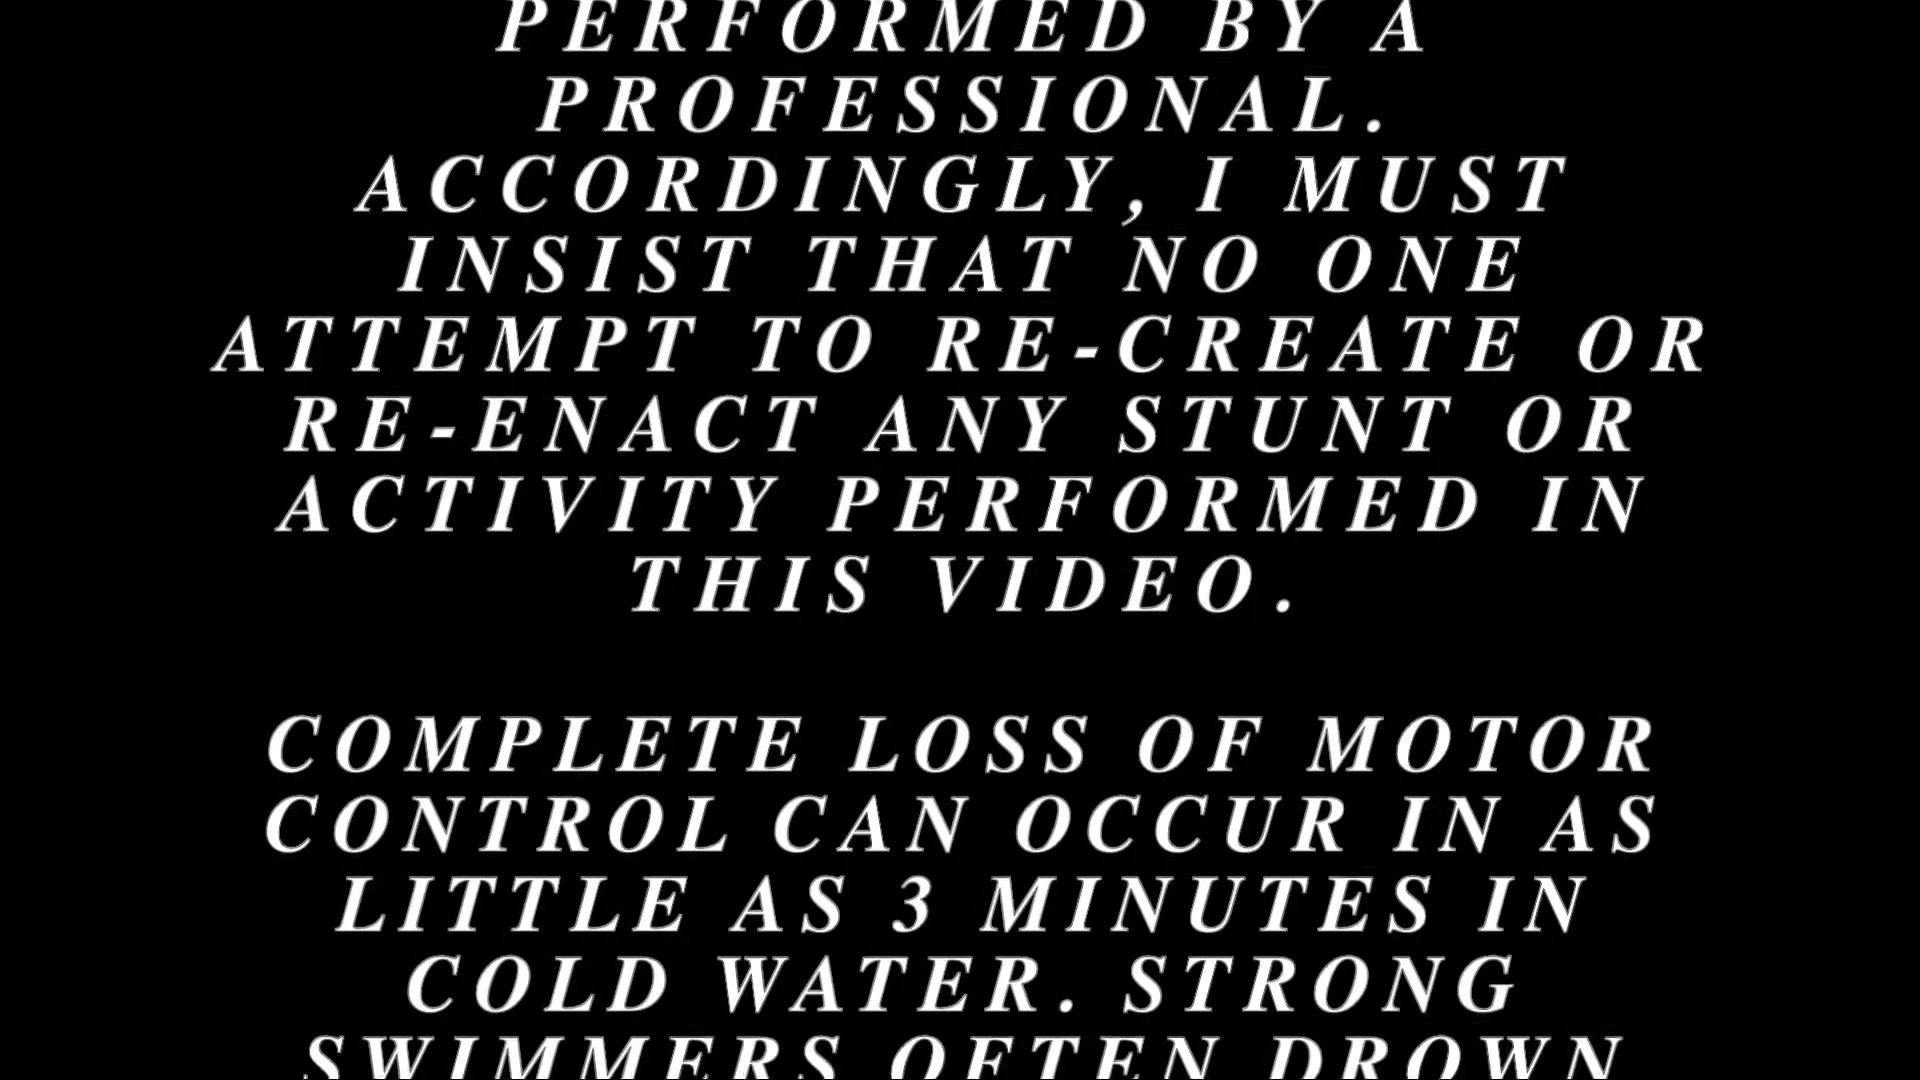 PERFORMED BY A
PROFESSIONAL.
ACCORDINGLY, I MUST
INSIST THAT NO ONE
ATTEMPT TO RE-CREATE OR
RE-ENACT ANY STUNT OR
ACTIVITY PERFORMED IN
THIS VIDEO.
COMPLETE LOSS OF MOTOR
CONTROL CAN OCCUR IN AS
LITTLE AS 3 MINUTES IN
COLD WATER. STRONG
SWIMMERS OFTEN DROWN